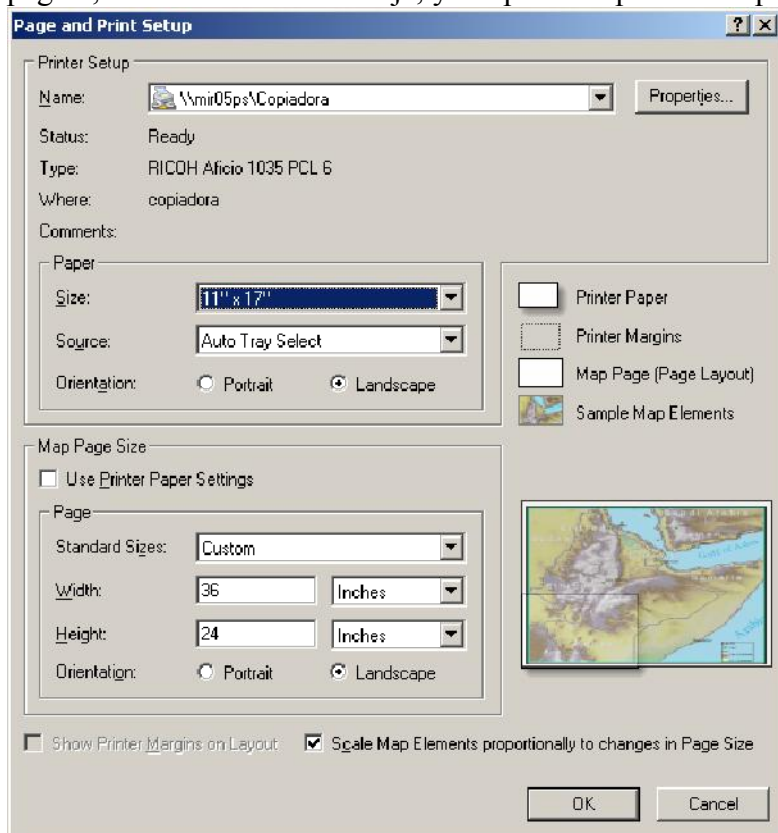 Page and Print Setup
Printer Setup
Name: \\mir05ps\Copiadora Properties...
Status: Ready
Type: RICOH Aficio 1035 PCL 6
Where: copiadora
Comments:
Paper
Size: 11" x 17"
Source: Auto Tray Select
Orientation: Portrait Landscape
Printer Paper
Printer Margins
Map Page (Page Layout)
Sample Map Elements
Map Page Size
Use Printer Paper Settings
Page
Standard Sizes: Custom
Width: 36 Inches
Height: 24 Inches
Orientation: Portrait Landscape
Show Printer Margins on Layout Scale Map Elements proportionally to changes in Page Size
OK Cancel